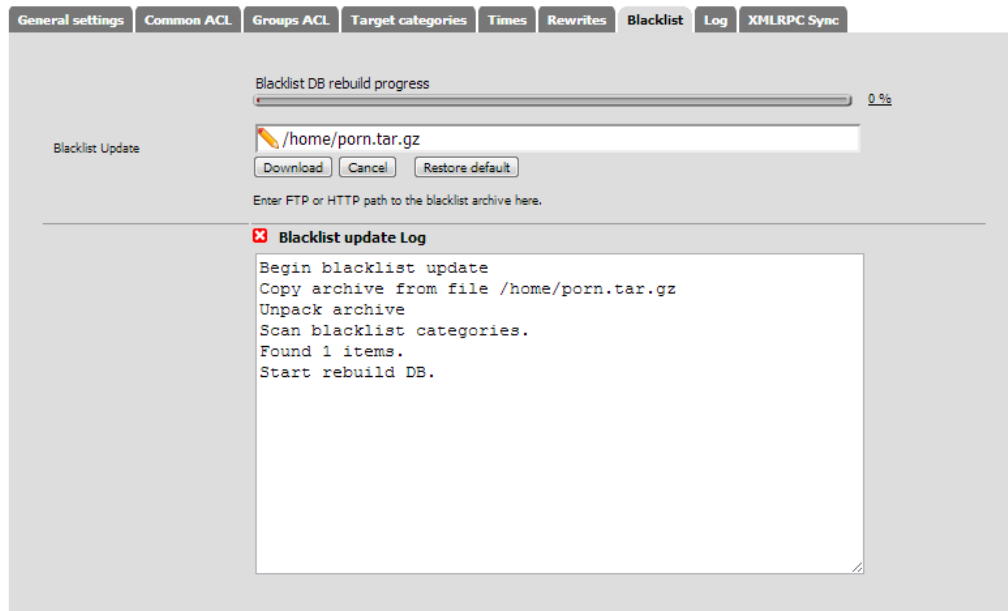 General settings Common ACL Groups ACL Target categories Times Rewrites Blacklist Log XMLRPC Sync
Blacklist DB rebuild progress
0 %
Blacklist Update
/home/porn.tar.gz
Download Cancel Restore default
Enter FTP or HTTP path to the blacklist archive here.
Blacklist update Log
Begin blacklist update
Copy archive from file /home/porn.tar.gz
Unpack archive
Scan blacklist categories.
Found 1 items.
Start rebuild DB.